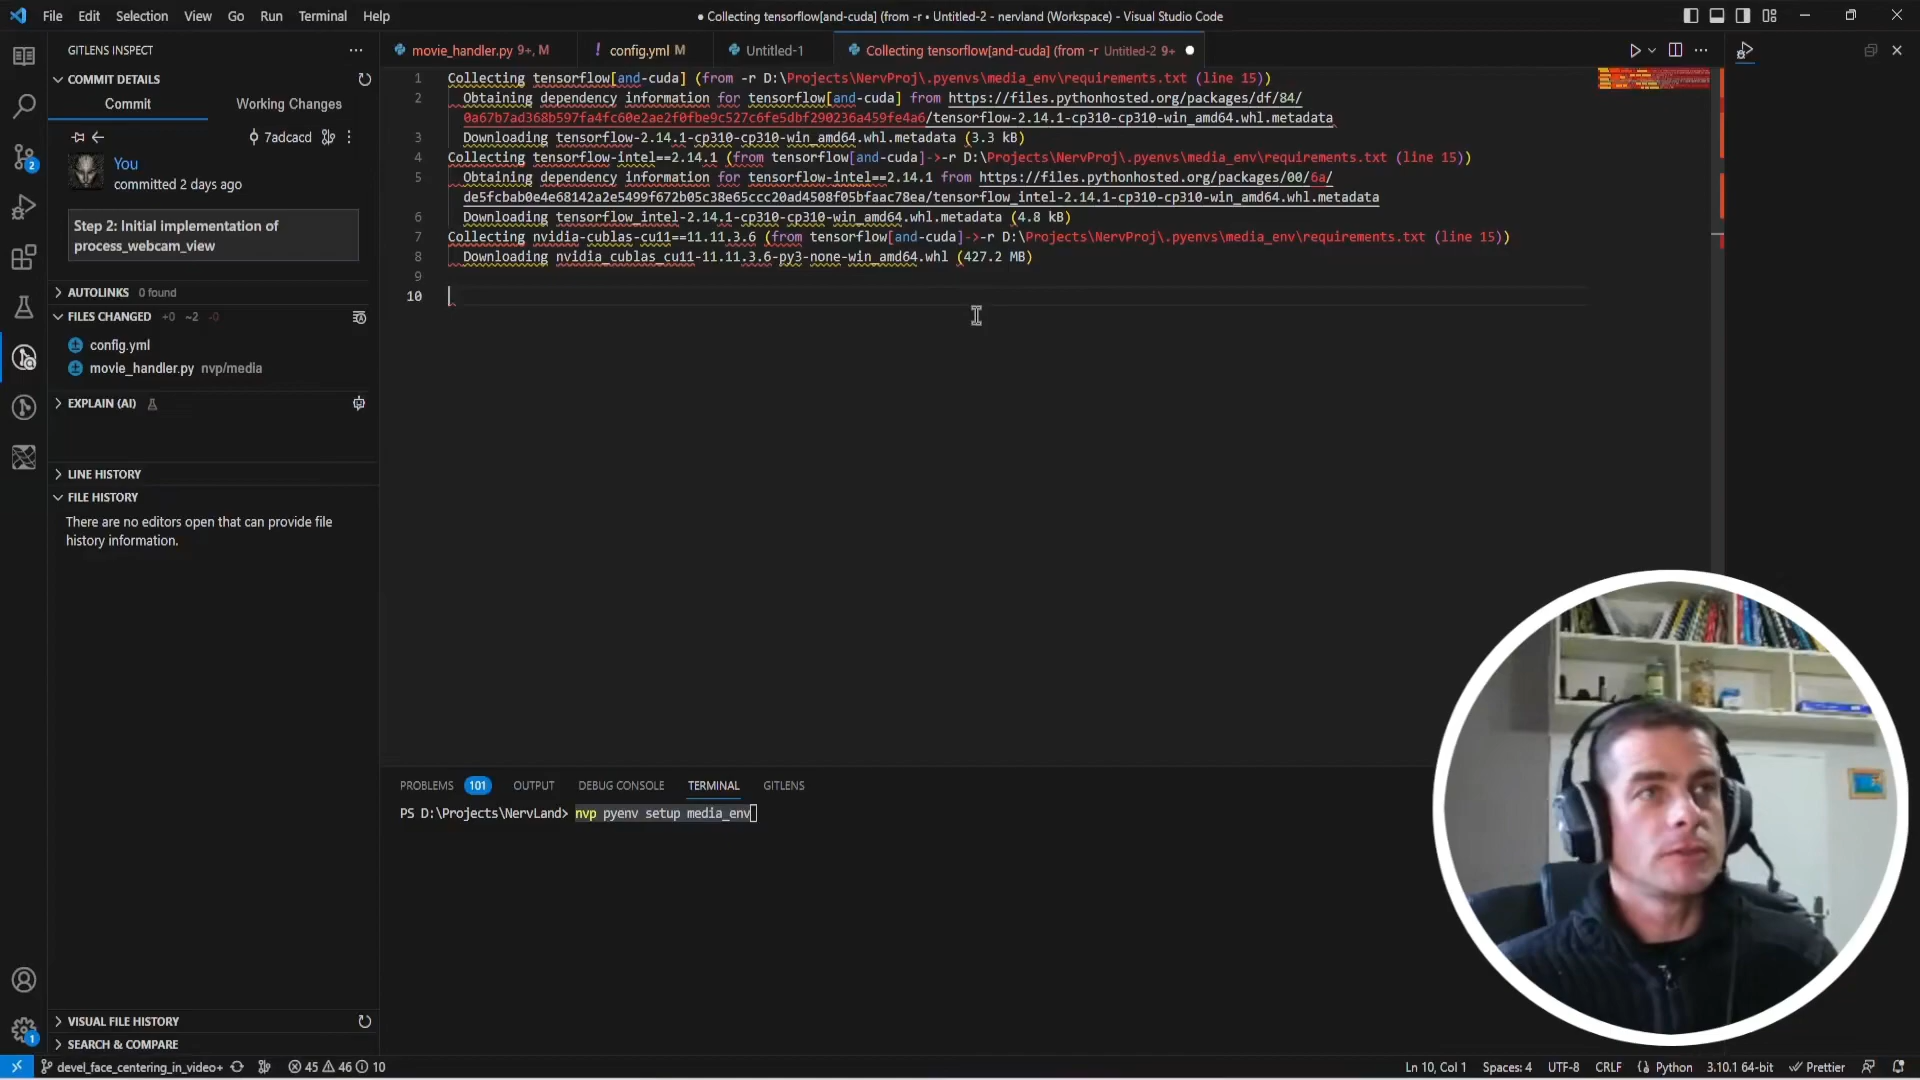 File Edit Selection View Go Run Terminal Help
● Collecting tensorflow[and-cuda] (from -r • Untitled-2 - nervland (Workspace) - Visual Studio Code
GITLENS INSPECT
movie_handler.py 9+, M
config.yml M
Untitled-1
Collecting tensorflow[and-cuda] (from -r Untitled-2 9+
COMMIT DETAILS
Commit
Working Changes
7adcacd
You
committed 2 days ago
Step 2: Initial implementation of
process_webcam_view
AUTOLINKS 0 found
FILES CHANGED +0 ~2 -0
config.yml
movie_handler.py nvp/media
EXPLAIN (AI)
LINE HISTORY
FILE HISTORY
There are no editors open that can provide file
history information.
VISUAL FILE HISTORY
SEARCH & COMPARE
2
1
1 Collecting tensorflow[and-cuda] (from -r D:\Projects\NervProj\.pyenvs\media_env\requirements.txt (line 15))
2 Obtaining dependency information for tensorflow[and-cuda] from https://files.pythonhosted.org/packages/df/84/
0a67b7ad368b597fa4fc60e2ae2f0fbe9c527c6fe5dbf290236a459fe4a6/tensorflow-2.14.1-cp310-cp310-win_amd64.whl.metadata
3 Downloading tensorflow-2.14.1-cp310-cp310-win_amd64.whl.metadata (3.3 kB)
4 Collecting tensorflow-intel==2.14.1 (from tensorflow[and-cuda]->-r D:\Projects\NervProj\.pyenvs\media_env\requirements.txt (line 15))
5 Obtaining dependency information for tensorflow-intel==2.14.1 from https://files.pythonhosted.org/packages/00/6a/
de5fcbab0e4e68142a2e5499f672b05c38e65ccc20ad4508f05bfaac78ea/tensorflow_intel-2.14.1-cp310-cp310-win_amd64.whl.metadata
6 Downloading tensorflow_intel-2.14.1-cp310-cp310-win_amd64.whl.metadata (4.8 kB)
7 Collecting nvidia-cublas-cu11==11.11.3.6 (from tensorflow[and-cuda]->-r D:\Projects\NervProj\.pyenvs\media_env\requirements.txt (line 15))
8 Downloading nvidia_cublas_cu11-11.11.3.6-py3-none-win_amd64.whl (427.2 MB)
9
10
PROBLEMS 101 OUTPUT DEBUG CONSOLE TERMINAL GITLENS
PS D:\Projects\NervLand> nvp pyenv setup media_env
devel_face_centering_in_video+ 45 46 10
Ln 10, Col 1 Spaces: 4 UTF-8 CRLF Python 3.10.1 64-bit Prettier